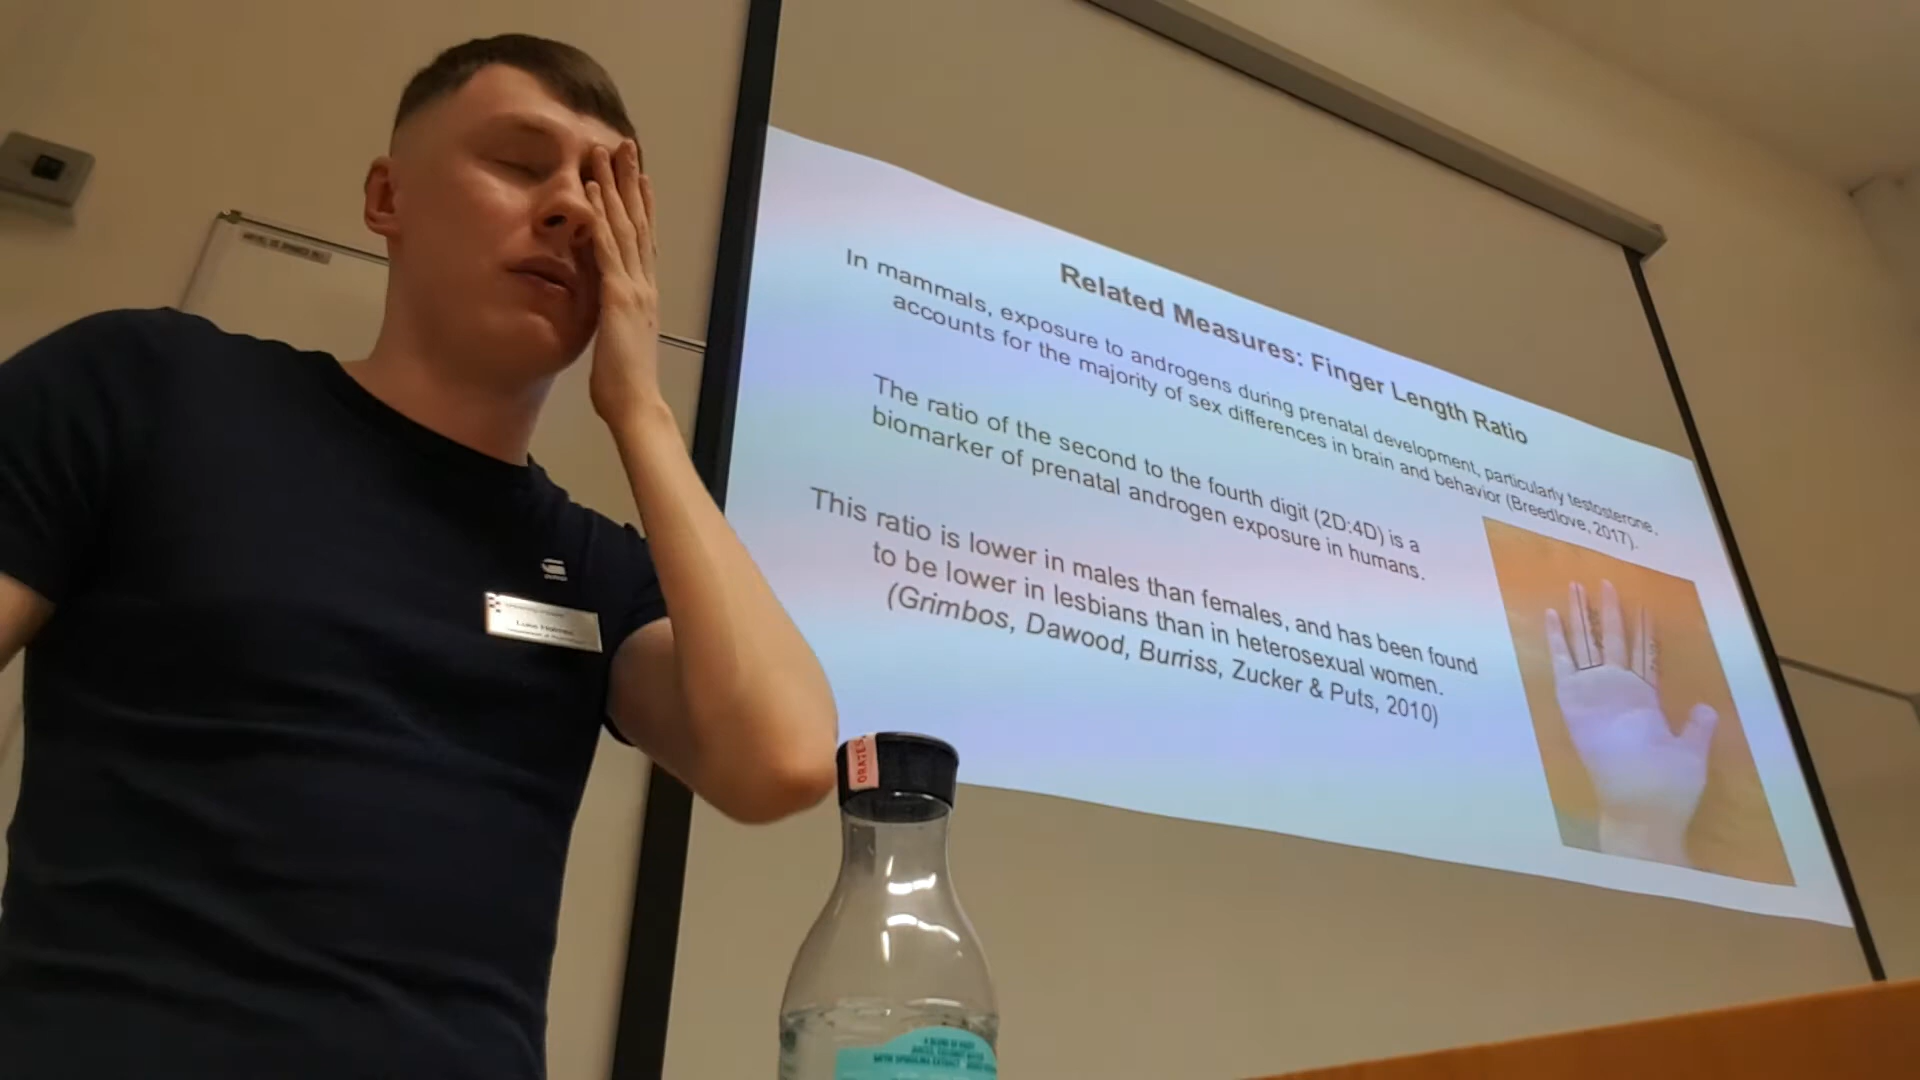 Related Measures: Finger Length Ratio
In mammals, exposure to androgens during prenatal development, particularly testosterone,
accounts for the majority of sex differences in brain and behavior (Breedlove, 2017).
The ratio of the second to the fourth digit (2D:4D) is a
biomarker of prenatal androgen exposure in humans.
This ratio is lower in males than females, and has been found
to be lower in lesbians than in heterosexual women.
(Grimbos, Dawood, Burriss, Zucker & Puts, 2010)
Luke Holmes